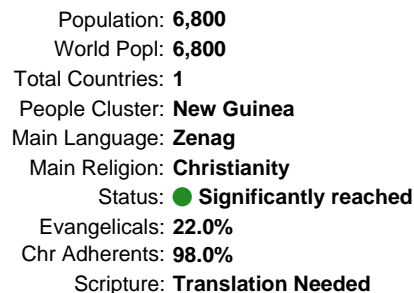 Population: 6,800
World Popl: 6,800
Total Countries: 1
People Cluster: New Guinea
Main Language: Zenag
Main Religion: Christianity
Status: Significantly reached
Evangelicals: 22.0%
Chr Adherents: 98.0%
Scripture: Translation Needed